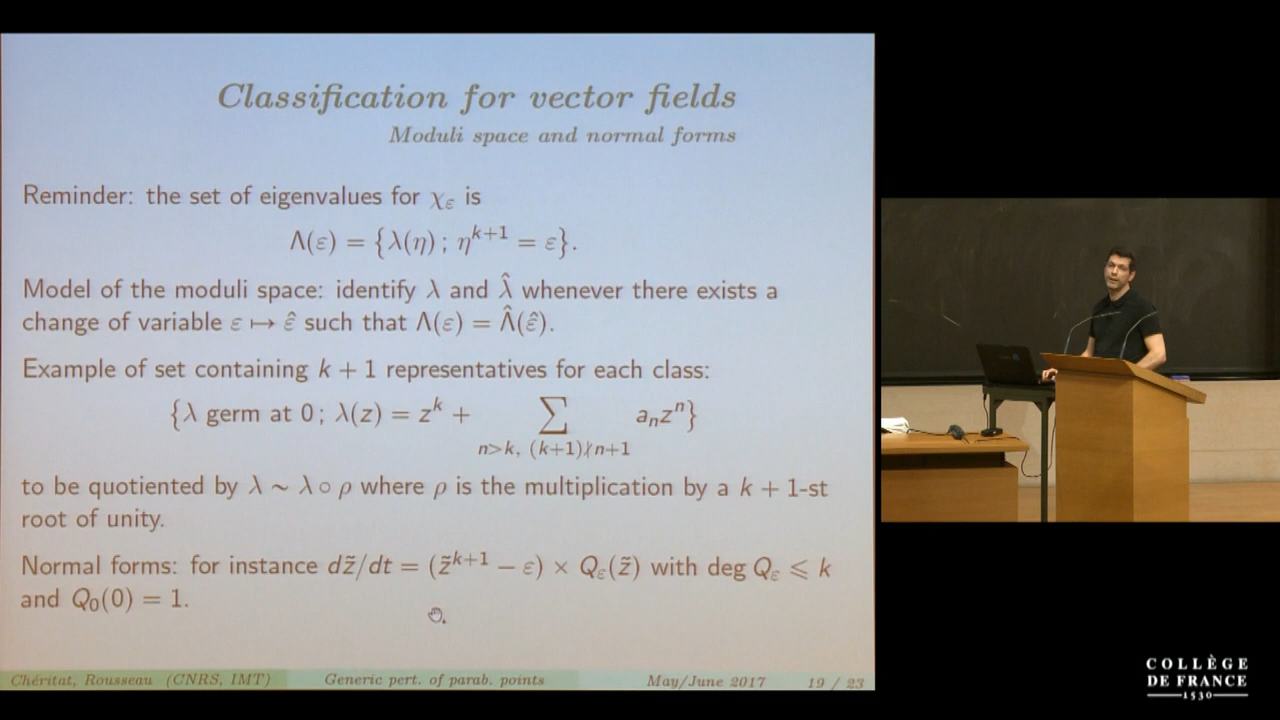 Classification for vector fields
Moduli space and normal forms
Reminder: the set of eigenvalues for χ_ε is
Λ(ε) = {λ(η) ; η^{k+1} = ε}.
Model of the moduli space: identify λ and λ̂ whenever there exists a
change of variable ε ↦ ε̂ such that Λ(ε) = Λ̂(ε̂).
Example of set containing k + 1 representatives for each class:
{λ germ at 0 ; λ(z) = z^k + ∑ a_n z^n}
n>k, (k+1)∤n+1
to be quotiented by λ ∼ λ ∘ ρ where ρ is the multiplication by a k + 1-st
root of unity.
Normal forms: for instance dz̃/dt = (z̃^{k+1} − ε) × Q_ε(z̃) with deg Q_ε ⩽ k
and Q_0(0) = 1.
Chéritat, Rousseau (CNRS, IMT) Generic pert. of parab. points May/June 2017 19 / 23
COLLÈGE
DE FRANCE
1530